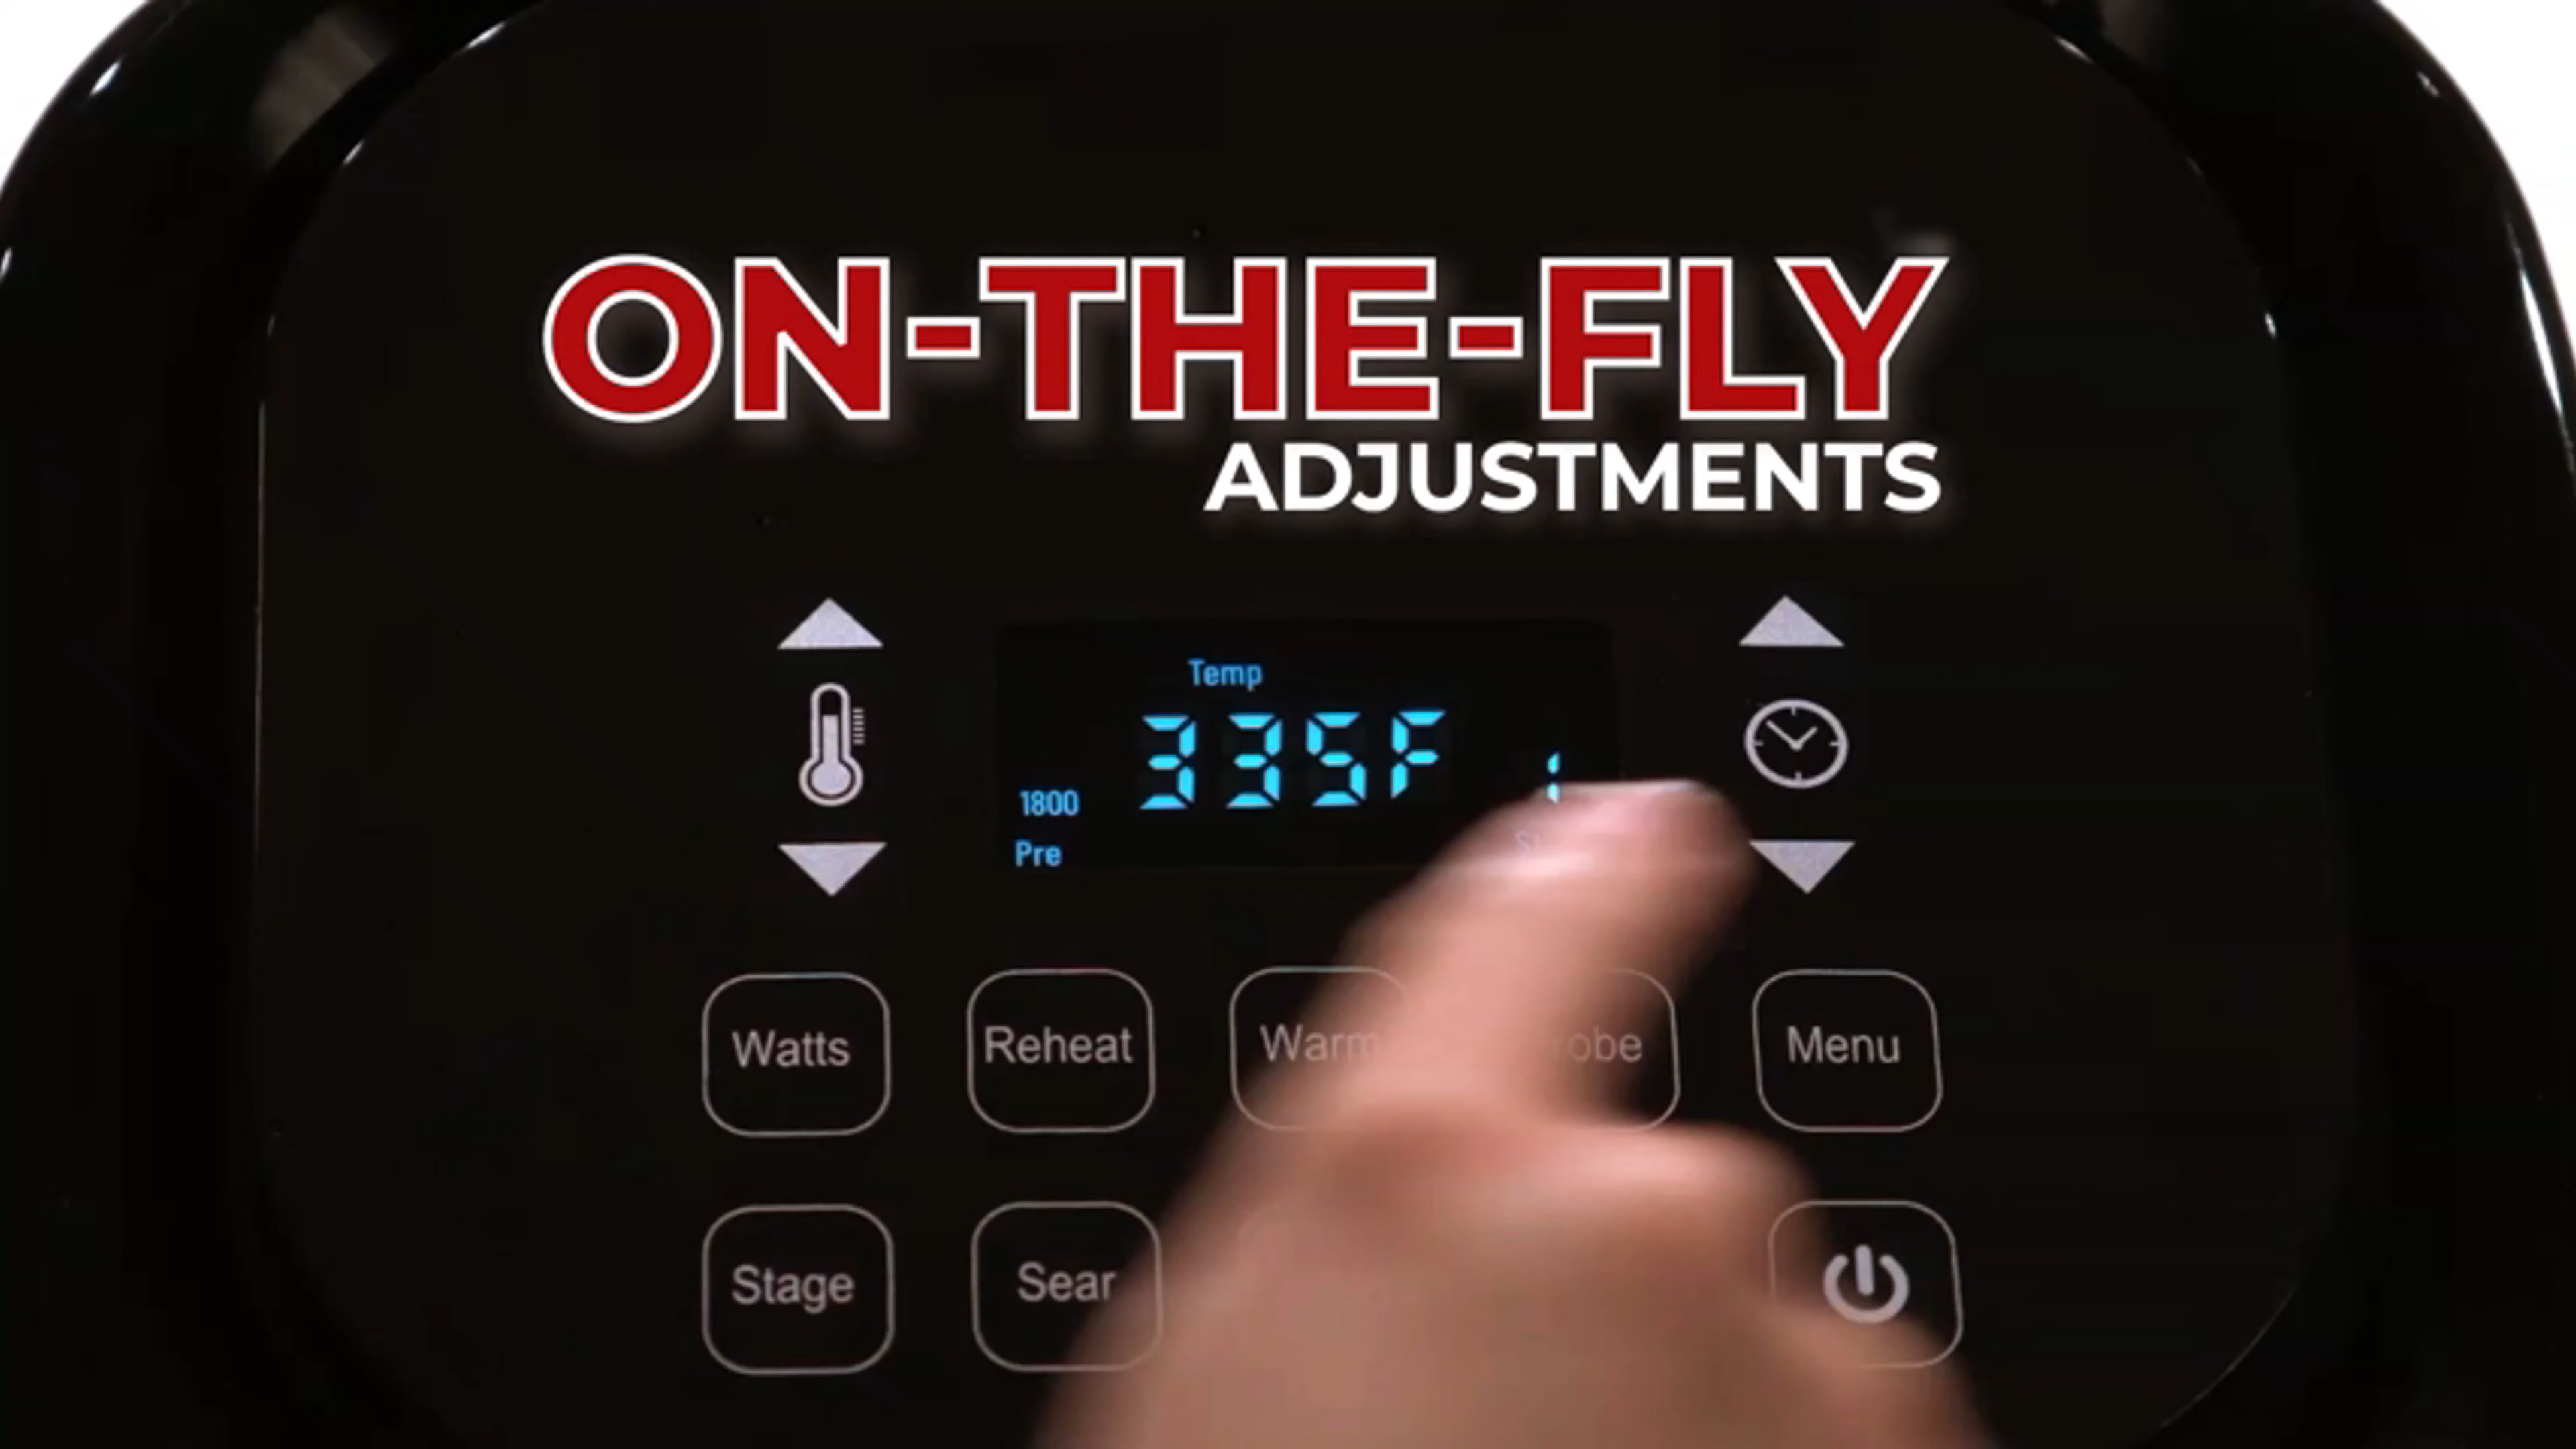 ON-THE-FLY
ADJUSTMENTS
Temp
335F
1800
Pre
Watts
Reheat
Menu
Stage
Sear